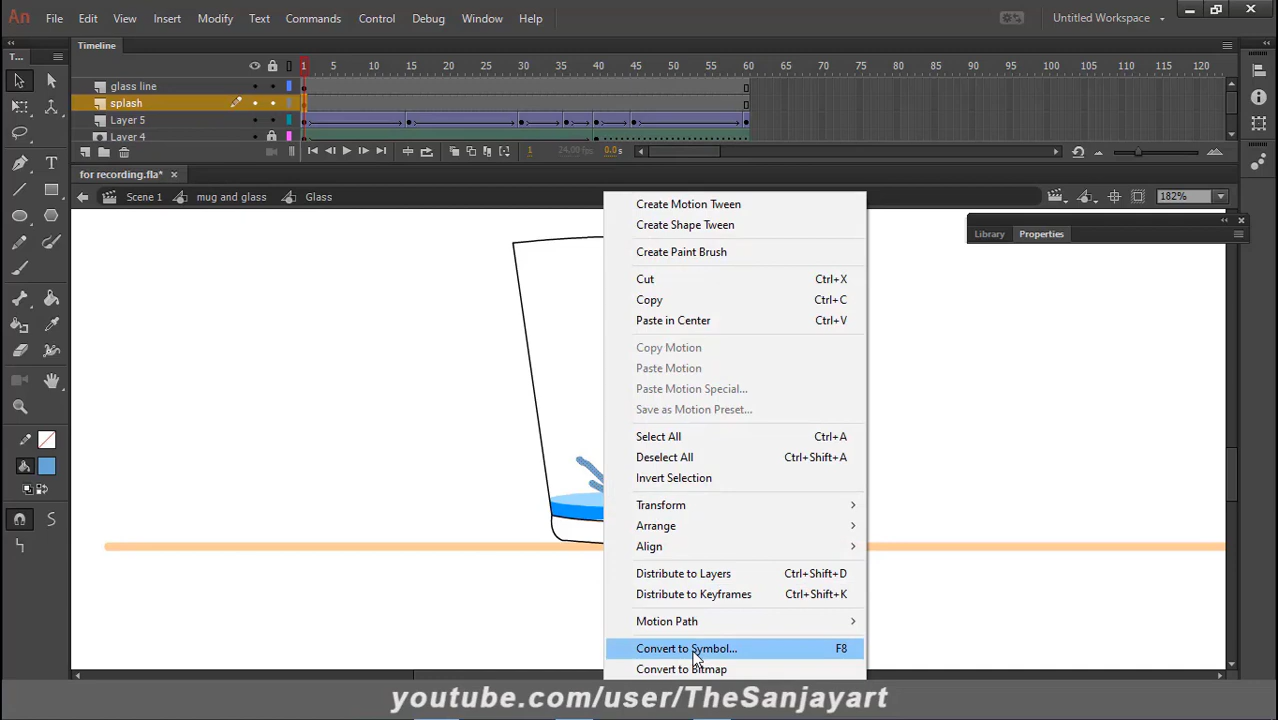 An File Edit View Insert Modify Text Commands Control Debug Window Help Untitled Workspace
Timeline
1 5 10 15 20 25 30 35 40 45 50 55 60 65 70 75 80 85 90 95 100 105 110 115 120
glass line
splash
Layer 5
Layer 4
1 24.00 fps 0.0s
for recording.fla*
Scene 1 mug and glass Glass 182%
Library Properties
Create Motion Tween
Create Shape Tween
Create Paint Brush
Cut Ctrl+X
Copy Ctrl+C
Paste in Center Ctrl+V
Copy Motion
Paste Motion
Paste Motion Special...
Save as Motion Preset...
Select All Ctrl+A
Deselect All Ctrl+Shift+A
Invert Selection
Transform
Arrange
Align
Distribute to Layers Ctrl+Shift+D
Distribute to Keyframes Ctrl+Shift+K
Motion Path
Convert to Symbol... F8
Convert to Bitmap
youtube.com/user/TheSanjayart